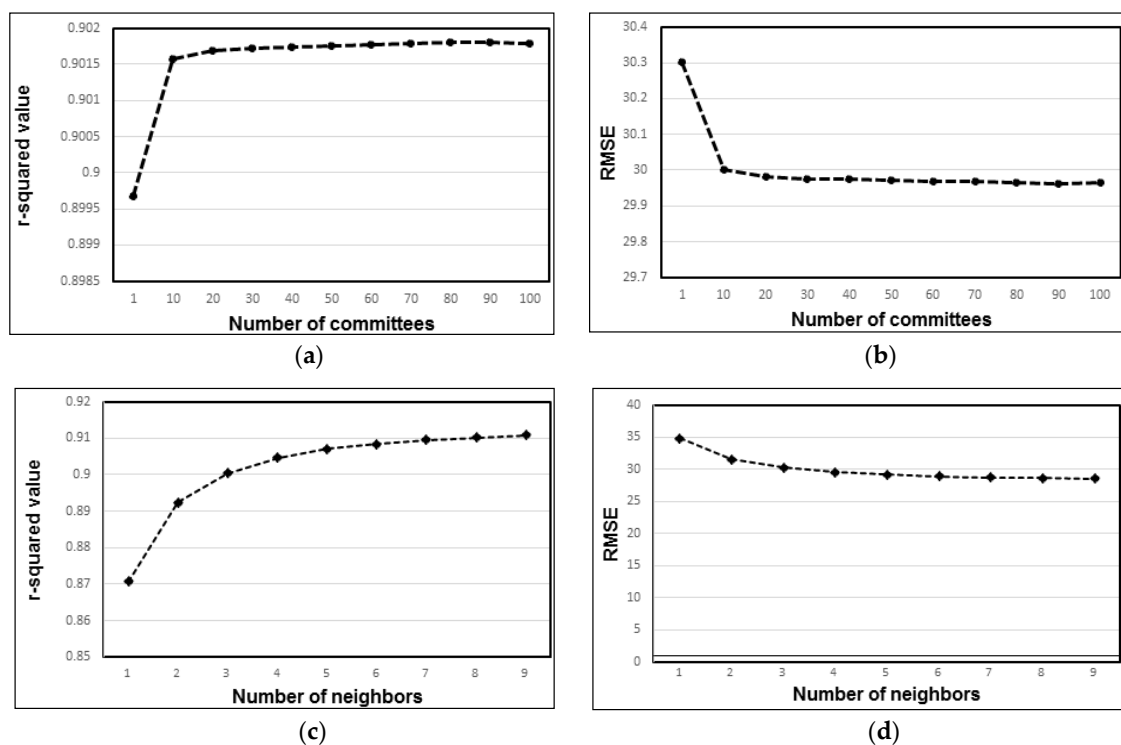 r-squared value
0.902
0.9015
0.901
0.9005
0.9
0.8995
0.899
0.8985
1 10 20 30 40 50 60 70 80 90 100
Number of committees
(a)
RMSE
30.4
30.3
30.2
30.1
30
29.9
29.8
29.7
1 10 20 30 40 50 60 70 80 90 100
Number of committees
(b)
r-squared value
0.92
0.91
0.9
0.89
0.88
0.87
0.86
0.85
1 2 3 4 5 6 7 8 9
Number of neighbors
(c)
RMSE
40
35
30
25
20
15
10
5
0
1 2 3 4 5 6 7 8 9
Number of neighbors
(d)